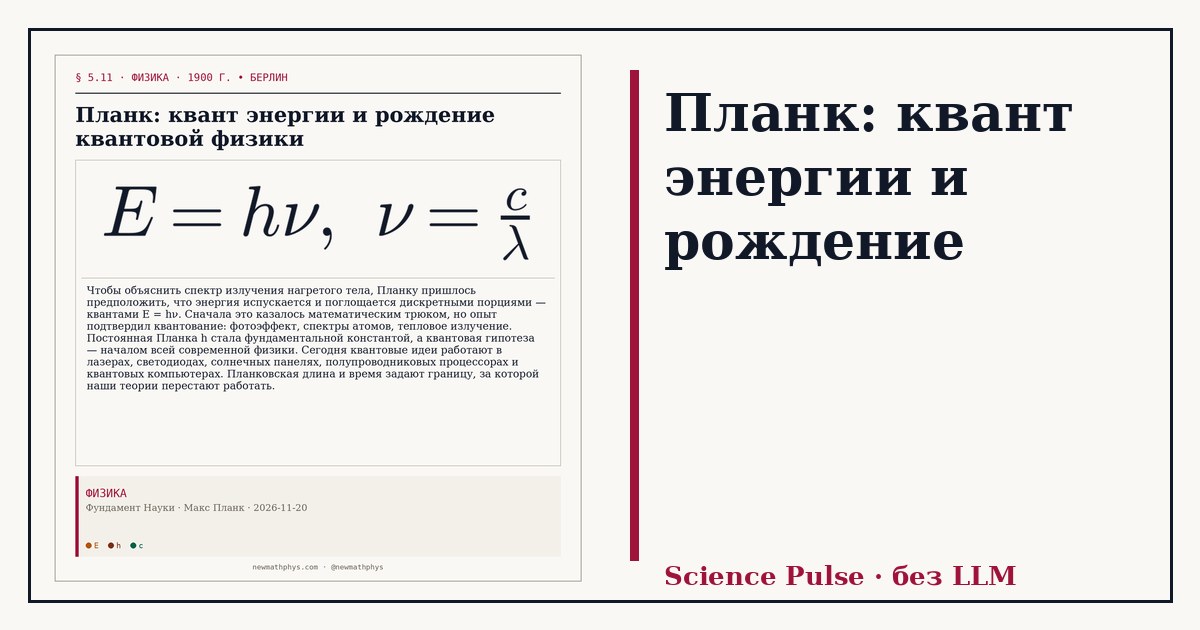 § 5.11 · ФИЗИКА · 1900 Г. • БЕРЛИН
Планк: квант энергии и рождение
квантовой физики
E = hν, ν = c/λ
Чтобы объяснить спектр излучения нагретого тела, Планку пришлось
предположить, что энергия испускается и поглощается дискретными порциями —
квантами E = hν. Сначала это казалось математическим трюком, но опыт
подтвердил квантование: фотоэффект, спектры атомов, тепловое излучение.
Постоянная Планка h стала фундаментальной константой, а квантовая гипотеза
— началом всей современной физики. Сегодня квантовые идеи работают в
лазерах, светодиодах, солнечных панелях, полупроводниковых процессорах и
квантовых компьютерах. Планковская длина и время задают границу, за которой
наши теории перестают работать.
ФИЗИКА
Фундамент Науки · Макс Планк · 2026-11-20
E h c
newmathphys.com · @newmathphys
Планк: квант
энергии и
рождение
Science Pulse · без LLM